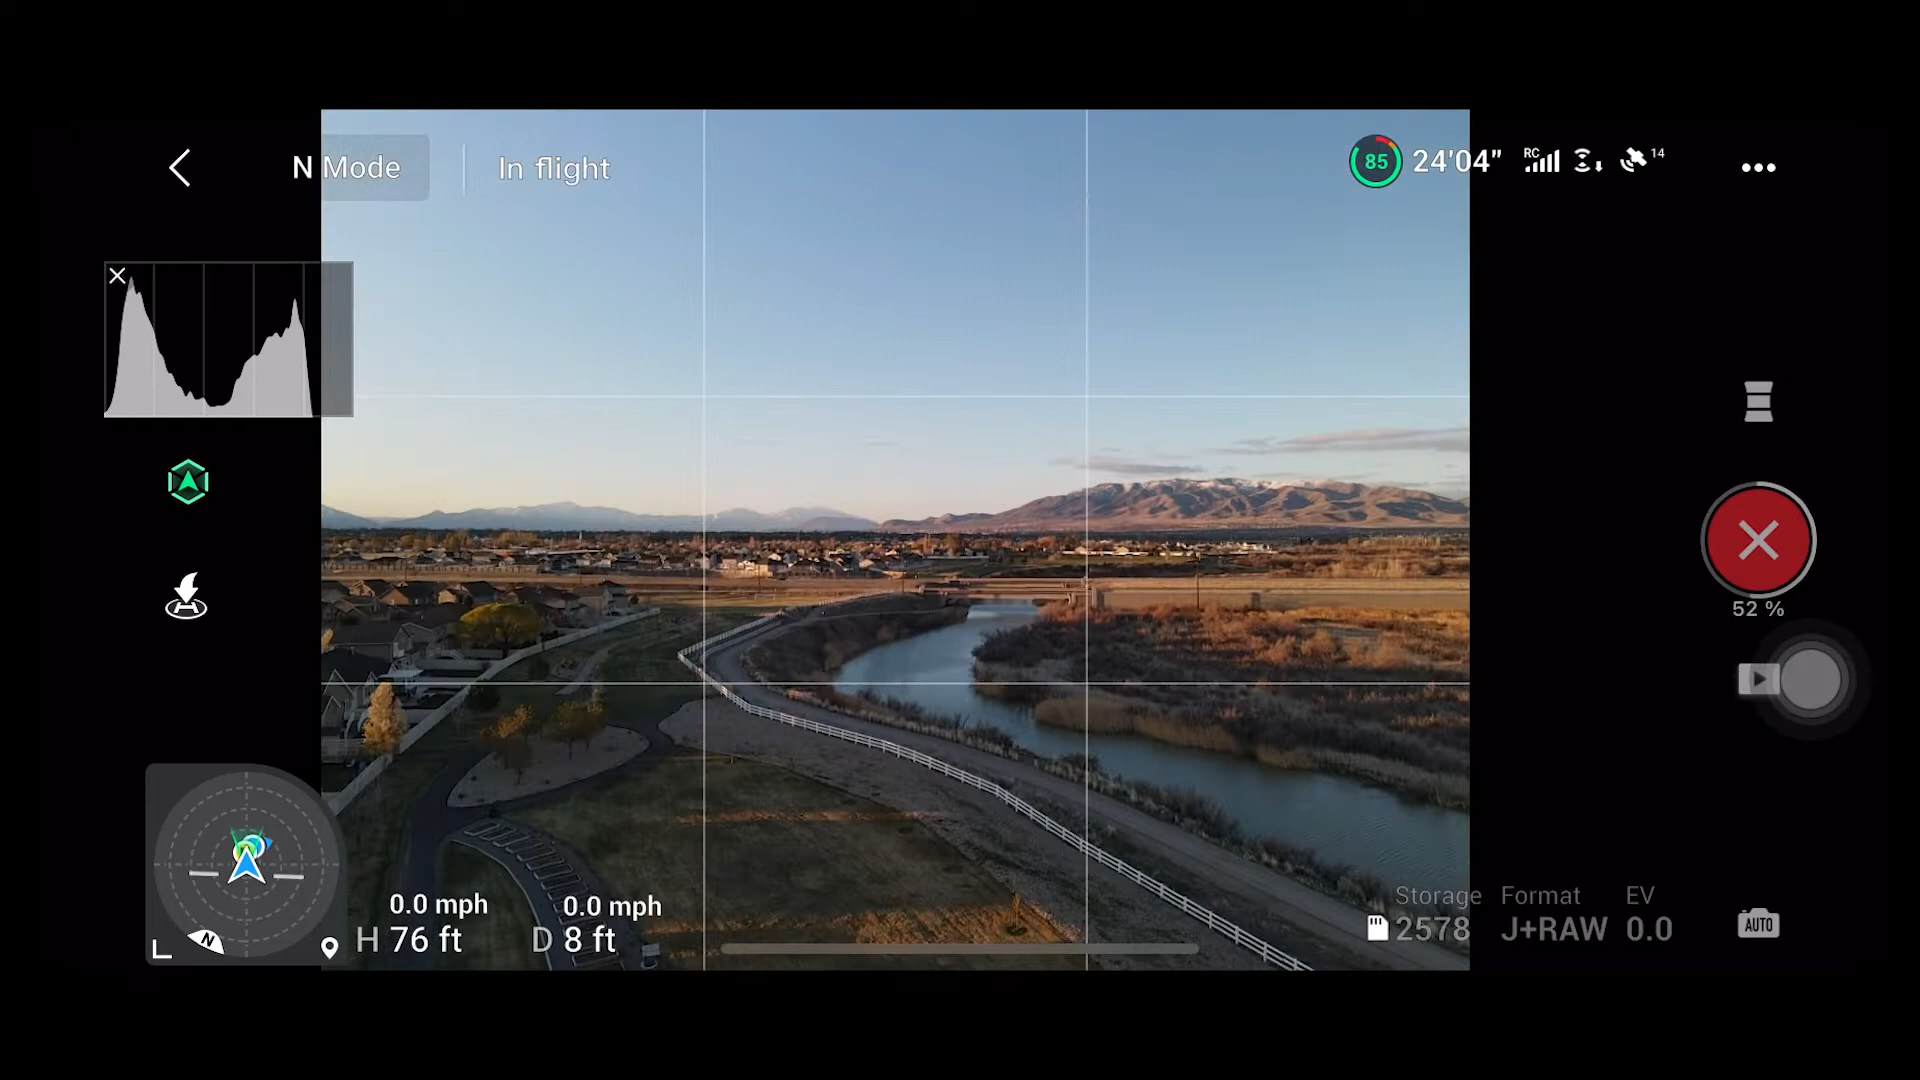 N Mode
In flight
85
24'04"
RC
14
52 %
0.0 mph
0.0 mph
H 76 ft
D 8 ft
N
L
Storage
Format
EV
2578
J+RAW
0.0
AUTO